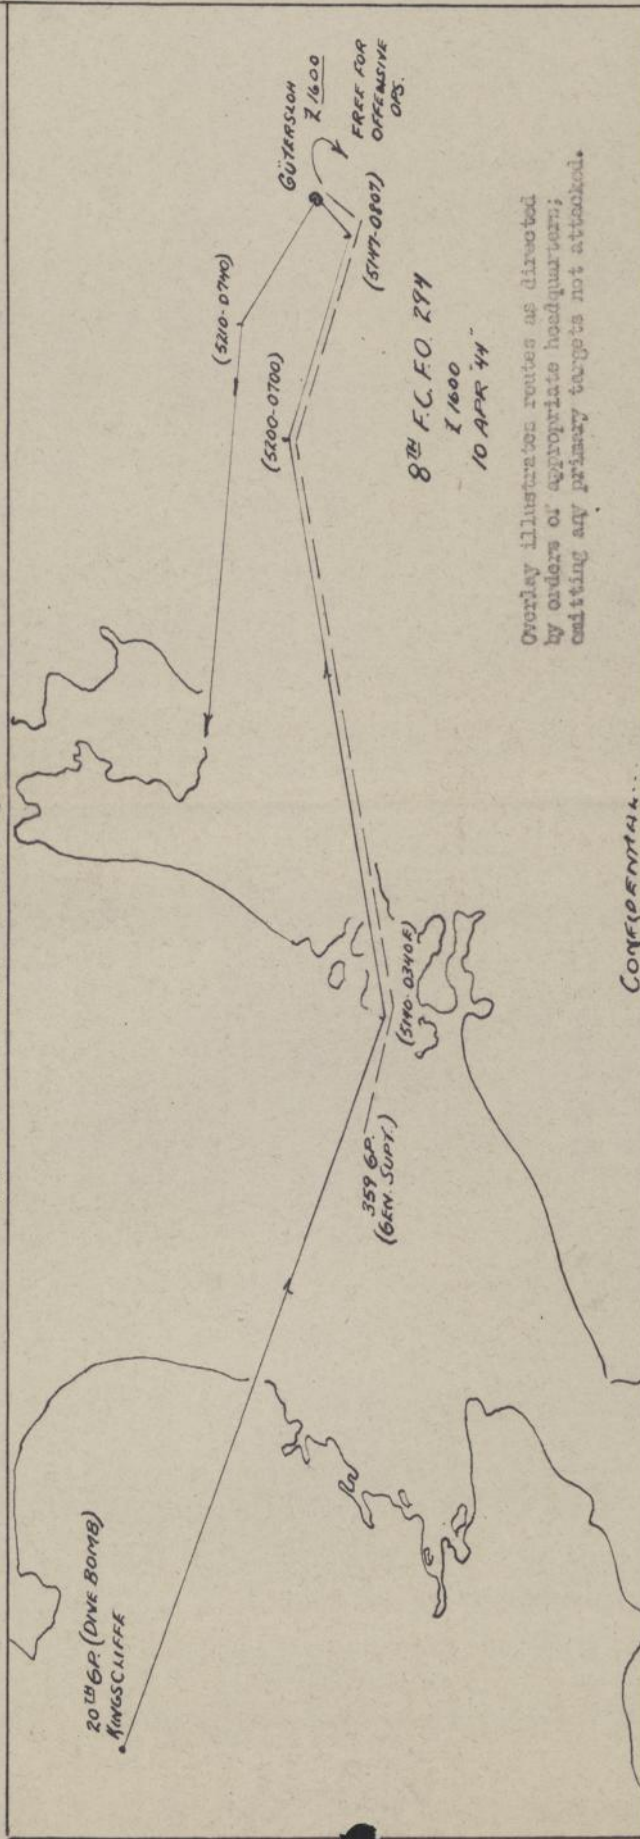 20TH GP. (DIVE BOMB)
KINGSCLIFFE
359 GP.
(GEN. SUPT.)
(5140-0340E)
(5200-0700)
(5210-0740)
GÜTERSLOH
Z 1600
FREE FOR
OFFENSIVE
OPS.
(5147-0807)
8TH F.C. F.O. 294
Z 1600
10 APR '44'
Overlay illustrates routes as directed
by orders of appropriate headquarters;
omitting any primary targets not attacked.
CONFIDENTIAL...